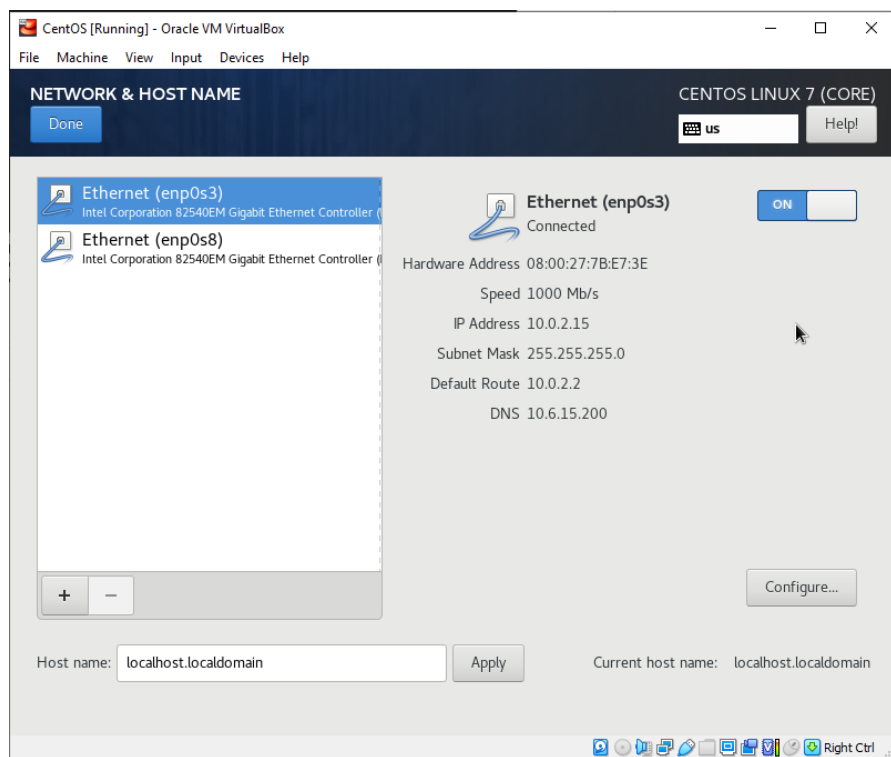 CentOS [Running] - Oracle VM VirtualBox
File Machine View Input Devices Help
NETWORK & HOST NAME
CENTOS LINUX 7 (CORE)
Done
us
Help!
Ethernet (enp0s3)
Intel Corporation 82540EM Gigabit Ethernet Controller (
Ethernet (enp0s8)
Intel Corporation 82540EM Gigabit Ethernet Controller (
Ethernet (enp0s3)
Connected
ON
Hardware Address 08:00:27:7B:E7:3E
Speed 1000 Mb/s
IP Address 10.0.2.15
Subnet Mask 255.255.255.0
Default Route 10.0.2.2
DNS 10.6.15.200
+ −
Configure...
Host name: localhost.localdomain Apply Current host name: localhost.localdomain
Right Ctrl